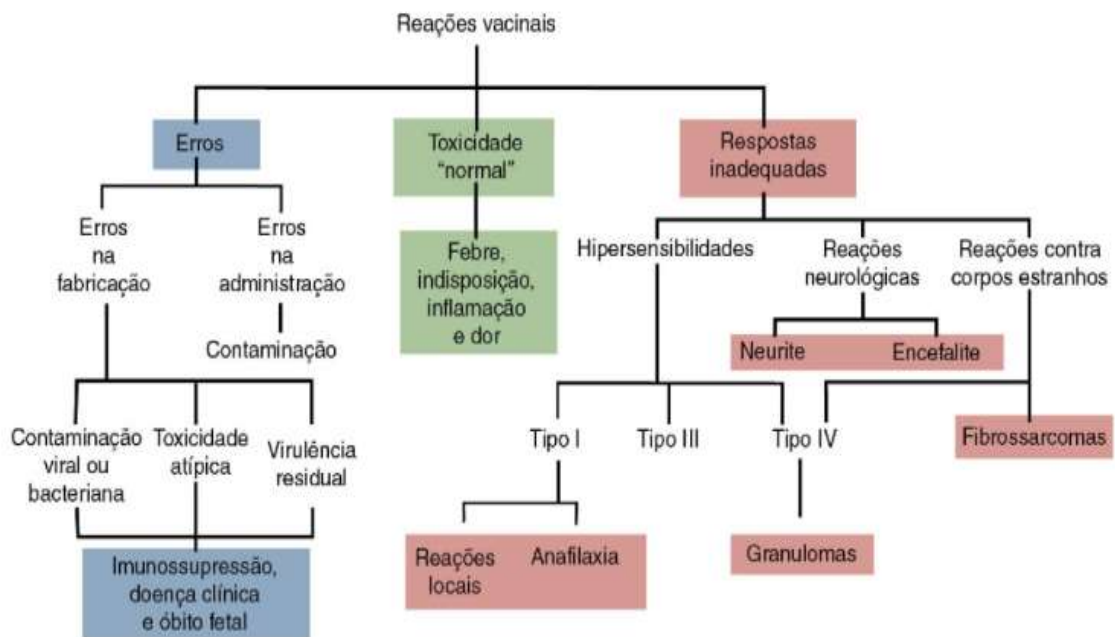 Reações vacinais
Erros
Toxicidade
“normal”
Respostas
inadequadas
Erros
na
fabricação
Erros
na
administração
Contaminação
Febre,
indisposição,
inflamação
e dor
Hipersensibilidades
Reações
neurológicas
Reações contra
corpos estranhos
Neurite
Encefalite
Contaminação
viral ou
bacteriana
Toxicidade
atípica
Virulência
residual
Tipo I
Tipo III
Tipo IV
Fibrossarcomas
Imunossupressão,
doença clínica
e óbito fetal
Reações
locais
Anafilaxia
Granulomas